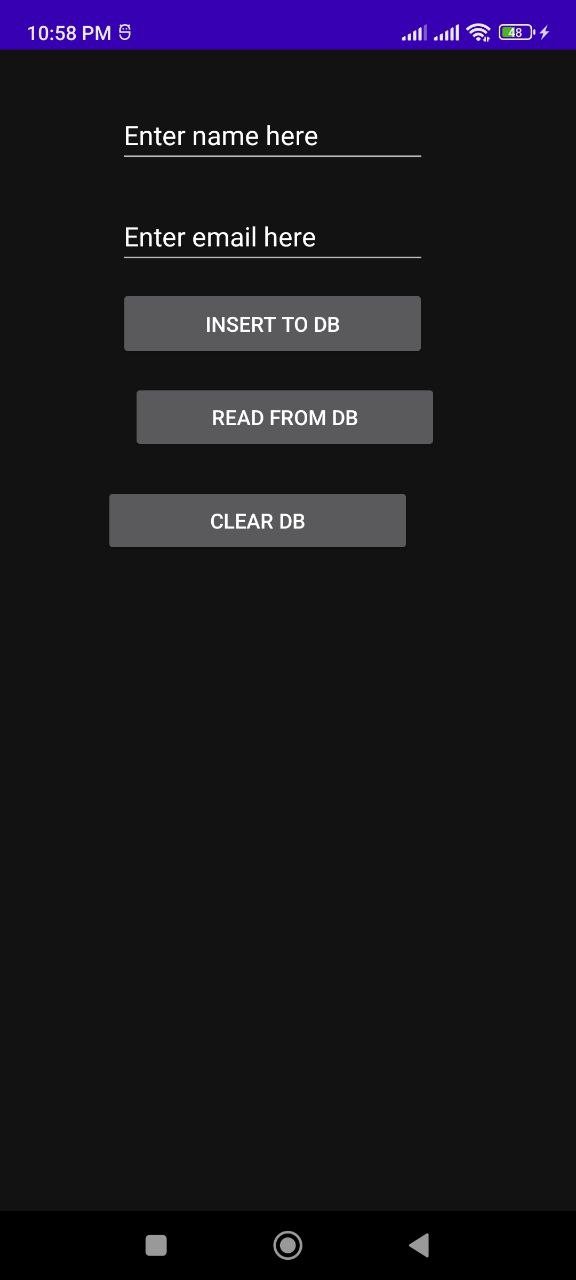 10:58 PM
48
Enter name here
Enter email here
INSERT TO DB
READ FROM DB
CLEAR DB